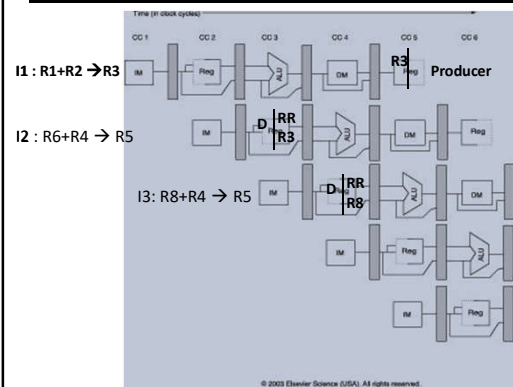 Time (in clock cycles)
CC 1 CC 2 CC 3 CC 4 CC 5 CC 6
I1 : R1+R2 →R3 IM Reg ALU DM R3 Reg Producer
I2 : R6+R4 → R5 IM D Reg RR R3 ALU DM Reg
I3: R8+R4 → R5 IM D Reg RR R8 ALU DM
IM Reg ALU
IM Reg
© 2003 Elsevier Science (USA). All rights reserved.